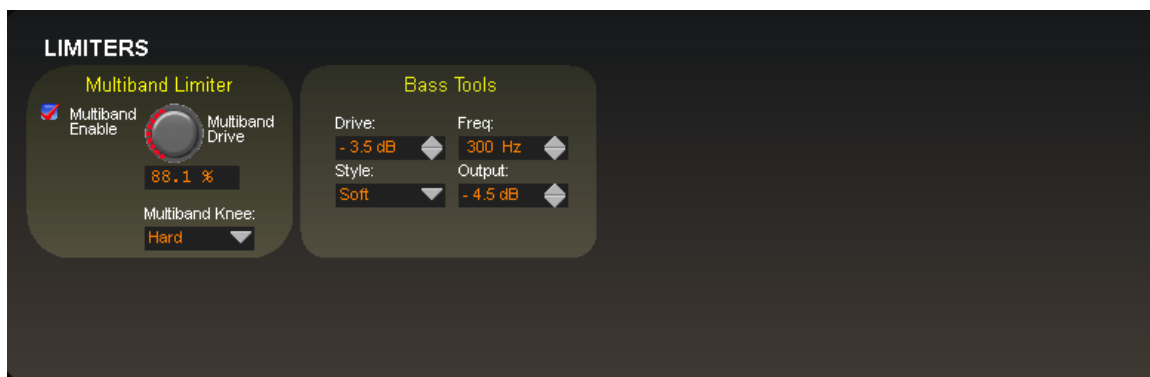 LIMITERS
Multiband Limiter
Multiband
Enable
Multiband
Drive
88.1 %
Multiband Knee:
Hard
Bass Tools
Drive:
Freq:
- 3.5 dB
300 Hz
Style:
Output:
Soft
- 4.5 dB